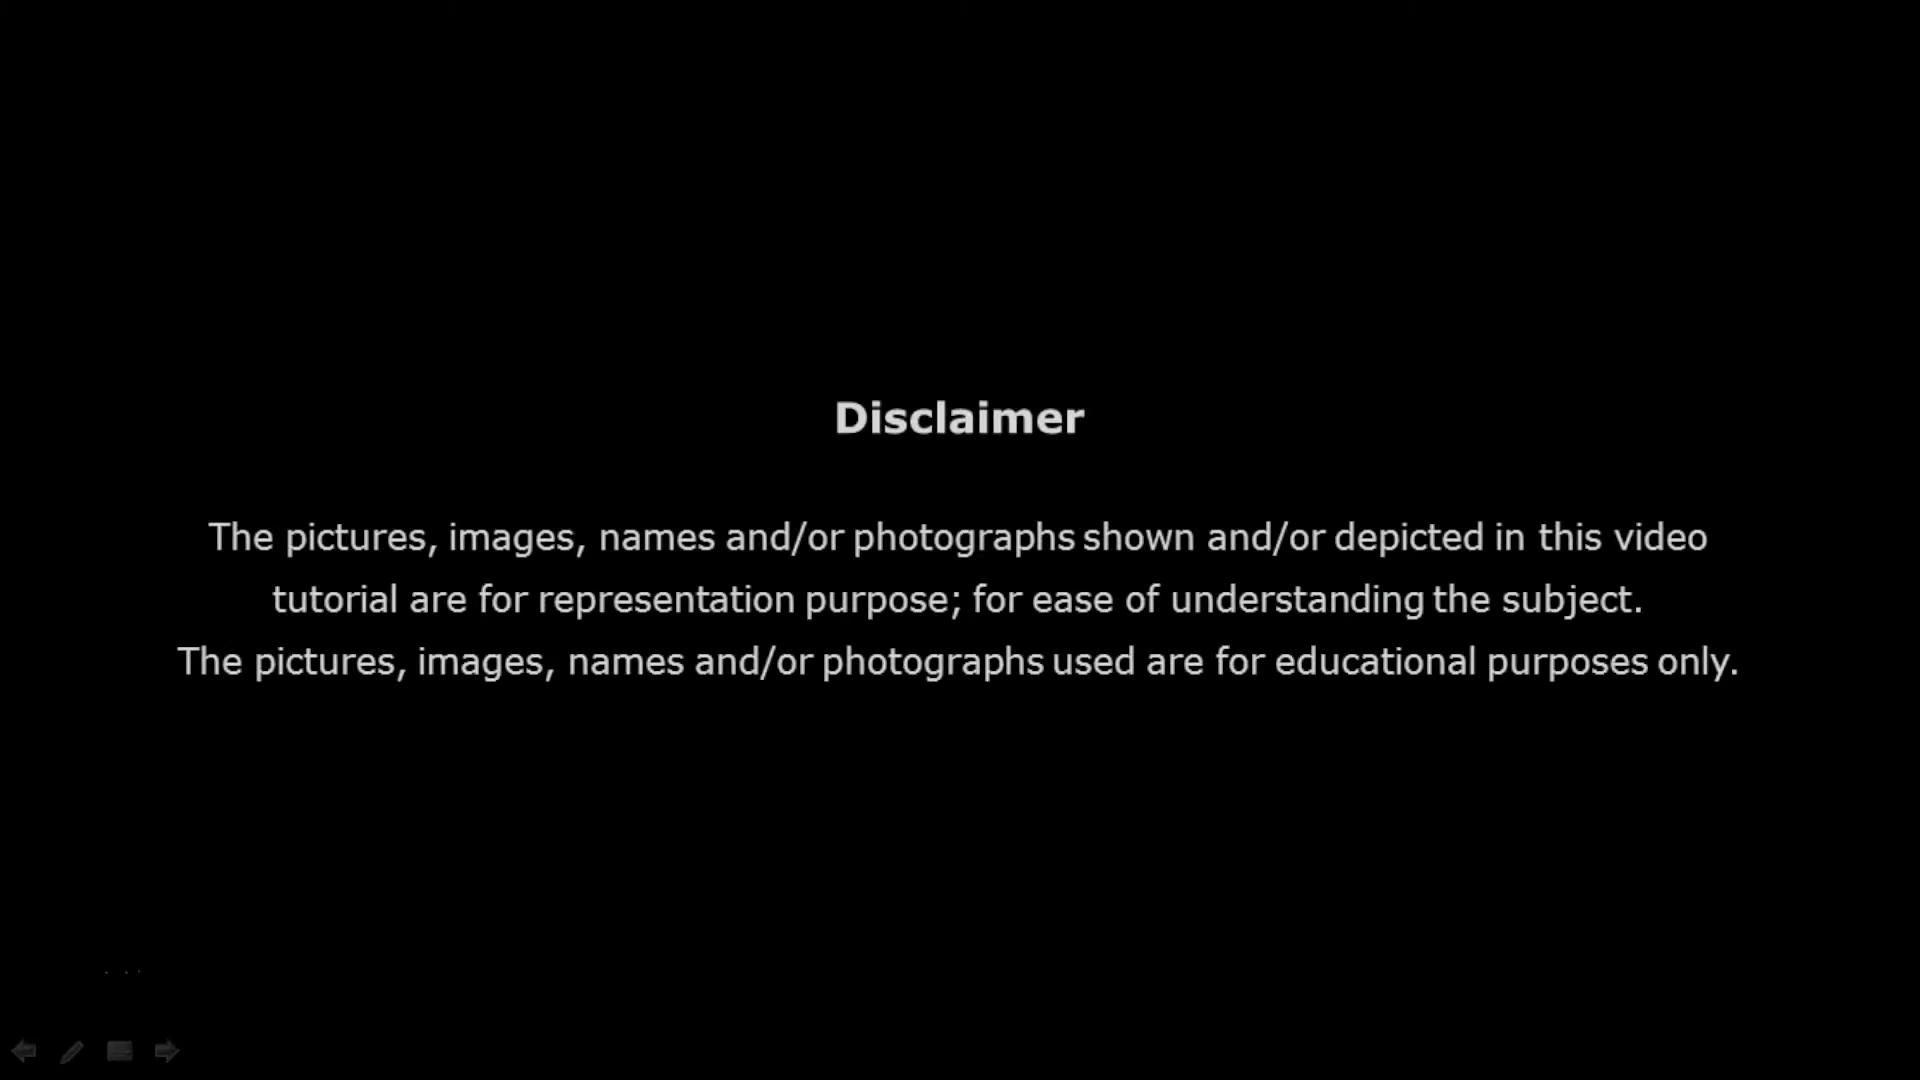 Disclaimer
The pictures, images, names and/or photographs shown and/or depicted in this video
tutorial are for representation purpose; for ease of understanding the subject.
The pictures, images, names and/or photographs used are for educational purposes only.